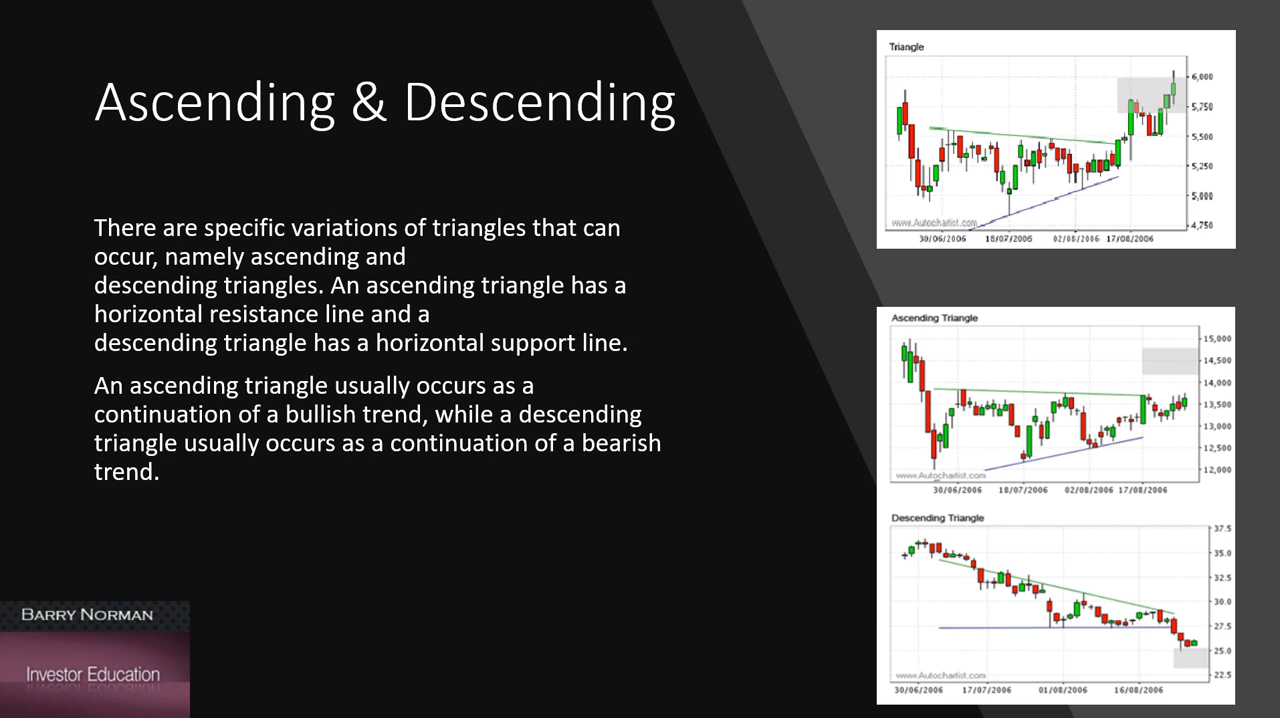 Ascending & Descending
There are specific variations of triangles that can
occur, namely ascending and
descending triangles. An ascending triangle has a
horizontal resistance line and a
descending triangle has a horizontal support line.
An ascending triangle usually occurs as a
continuation of a bullish trend, while a descending
triangle usually occurs as a continuation of a bearish
trend.
BARRY NORMAN
Investor Education
Triangle
6,000
5,750
5,500
5,250
5,000
4,750
www.Autochartist.com
30/06/2006 18/07/2006 02/08/2006 17/08/2006
Ascending Triangle
15,000
14,500
14,000
13,500
13,000
12,500
12,000
www.Autochartist.com
30/06/2006 18/07/2006 02/08/2006 17/08/2006
Descending Triangle
37.5
35.0
32.5
30.0
27.5
25.0
22.5
www.Autochartist.com
30/06/2006 17/07/2006 01/08/2006 16/08/2006